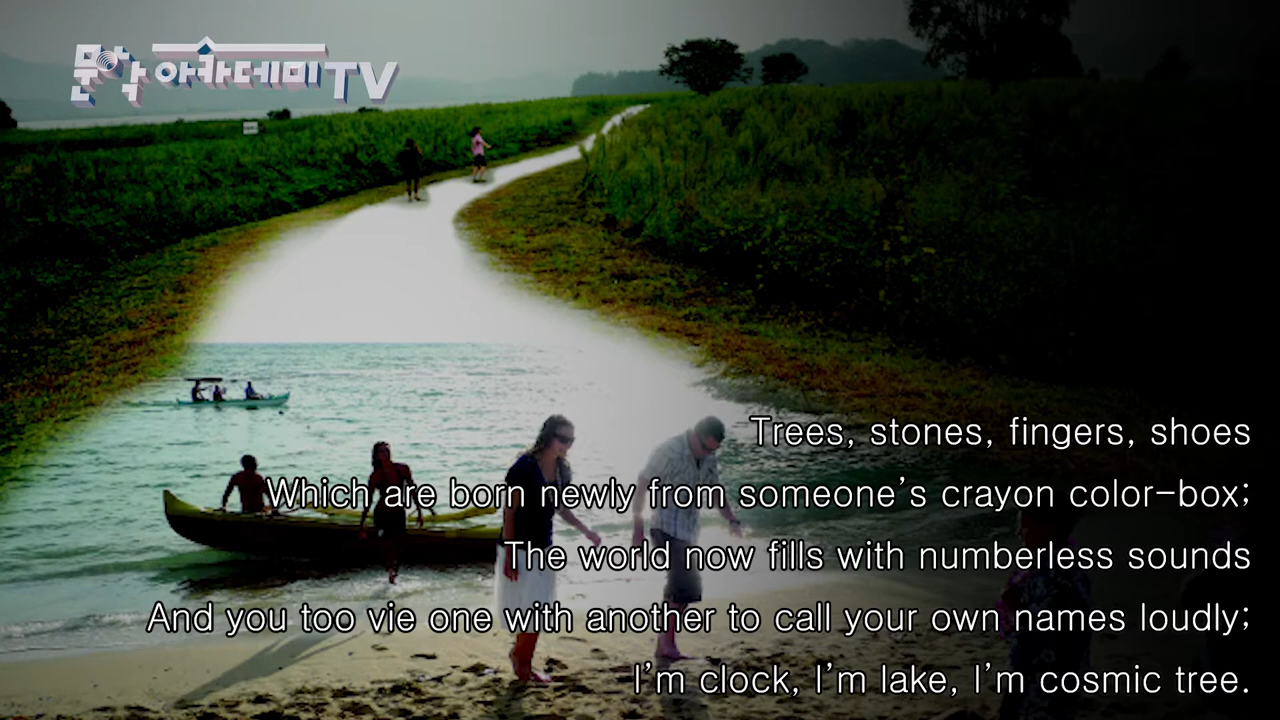 문학 아카데미 TV
Trees, stones, fingers, shoes
Which are born newly from someone's crayon color-box;
The world now fills with numberless sounds
And you too vie one with another to call your own names loudly;
I'm clock, I'm lake, I'm cosmic tree.